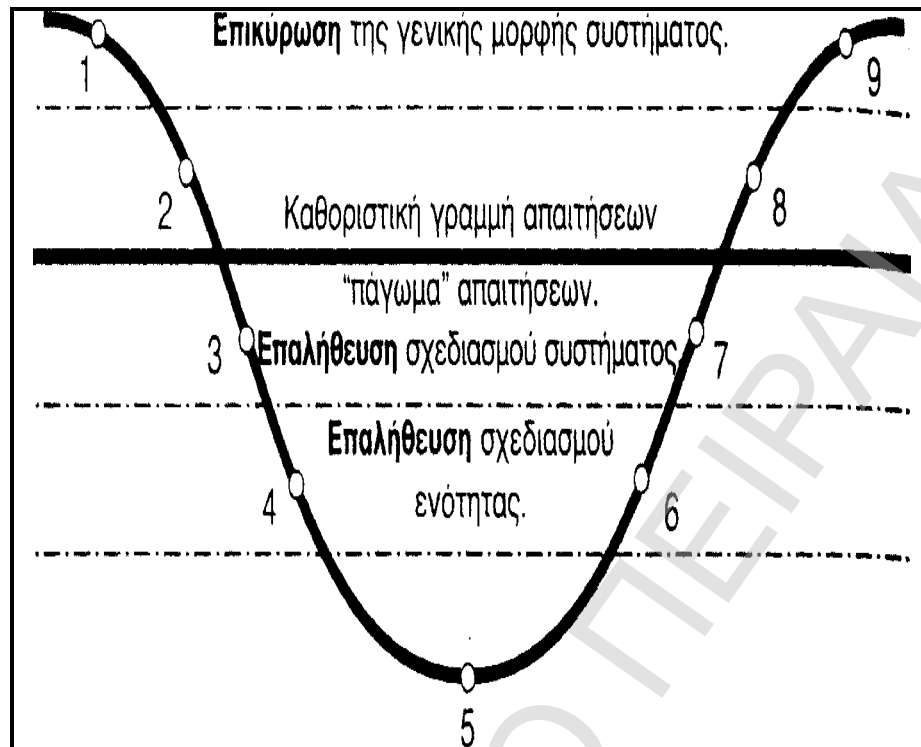 Επικύρωση της γενικής μορφής συστήματος.
1
9
2
8
Καθοριστική γραμμή απαιτήσεων
“πάγωμα” απαιτήσεων.
3
Επαλήθευση σχεδιασμού συστήματος
7
Επαλήθευση σχεδιασμού
ενότητας.
4
6
5
Ο ΠΕΙΡΑΙ